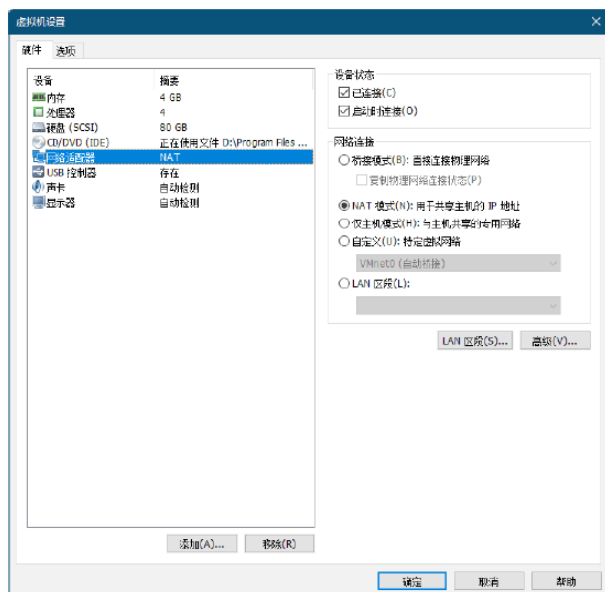 虚拟机设置
硬件 选项
设备 摘要
内存 4 GB
处理器 4
硬盘 (SCSI) 80 GB
CD/DVD (IDE) 正在使用文件 D:\Program Files ...
网络适配器 NAT
USB 控制器 存在
声卡 自动检测
显示器 自动检测
添加(A)... 移除(R)
设备状态
已连接(C)
启动时连接(O)
网络连接
桥接模式(B): 直接连接物理网络
复制物理网络连接状态(P)
NAT 模式(N): 用于共享主机的 IP 地址
仅主机模式(H): 与主机共享的专用网络
自定义(U): 特定虚拟网络
VMnet0 (自动桥接)
LAN 区段(L):
LAN 区段(S)... 高级(V)...
确定 取消 帮助